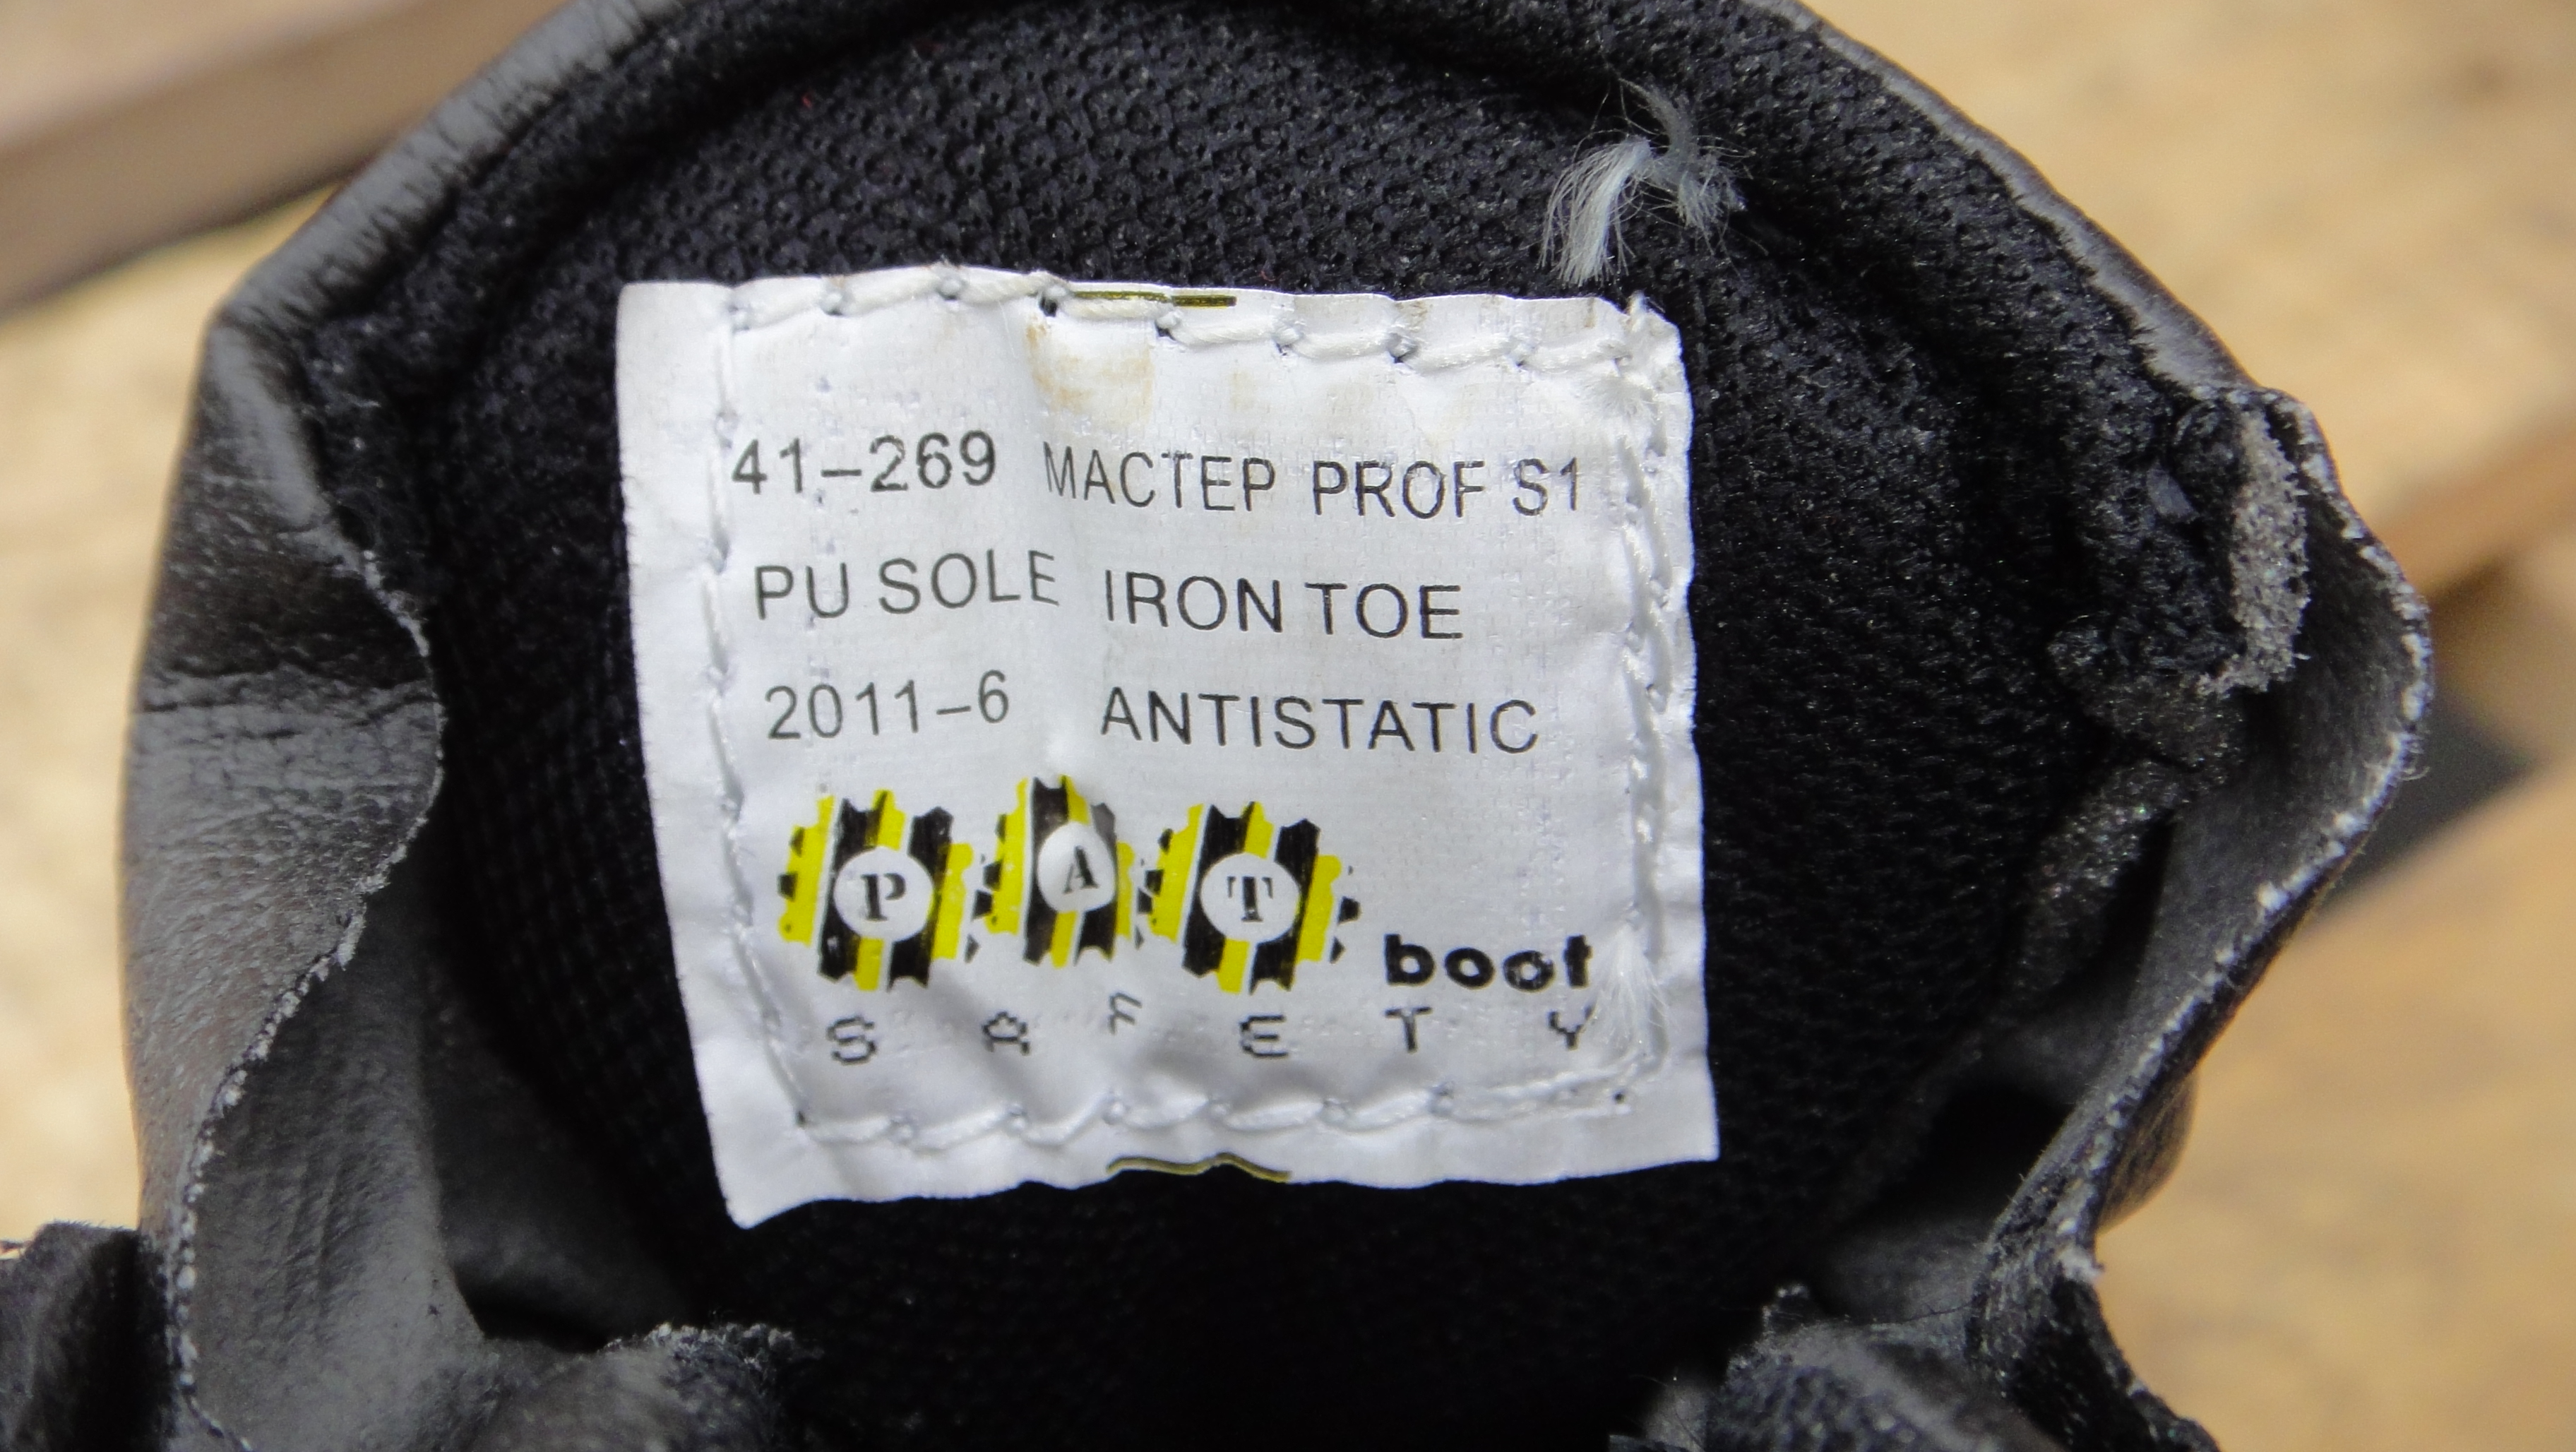 41-269 МАСТЕР PROF S1
PU SOLE IRON TOE
2011-6 ANTISTATIC
P A T boot
SAFETY